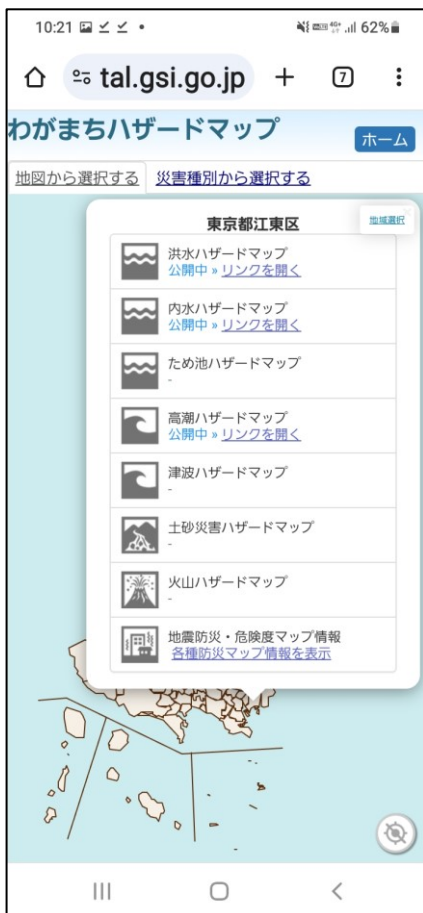 10:21
62%
tal.gsi.go.jp
7
わがまちハザードマップ
ホーム
地図から選択する 災害種別から選択する
東京都江東区
地域選択
洪水ハザードマップ
公開中 » リンクを開く
内水ハザードマップ
公開中 » リンクを開く
ため池ハザードマップ
-
高潮ハザードマップ
公開中 » リンクを開く
津波ハザードマップ
-
土砂災害ハザードマップ
-
火山ハザードマップ
-
地震防災・危険度マップ情報
各種防災マップ情報を表示